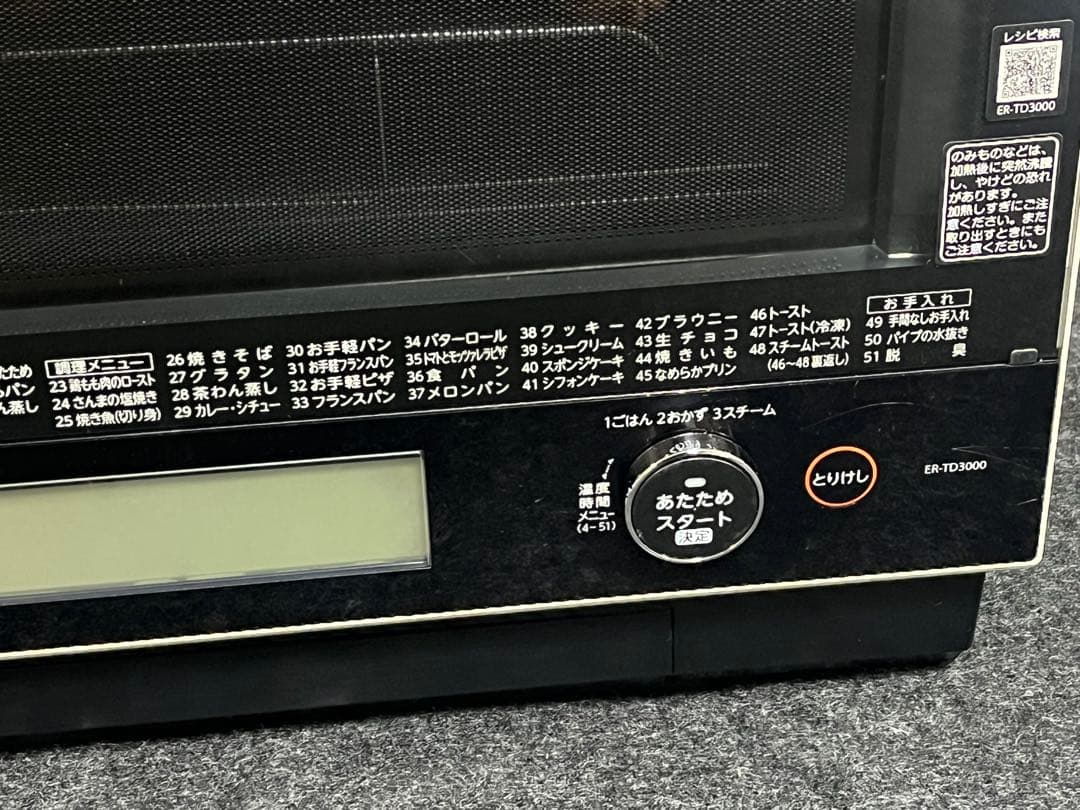 レシピ検索
ER-TD3000
のみものなどは、
加熱後に突然沸騰
し、やけどの恐れ
があります。
加熱しすぎにご注
意ください。また
取り出すときにも
ご注意ください。
たため
パン
ん蒸し
調理メニュー
23 鶏もも肉のロースト
24 さんまの塩焼き
25 焼き魚(切り身)
26 焼きそば
27 グラタン
28 茶わん蒸し
29 カレー・シチュー
30 お手軽パン
31 お手軽フランスパン
32 お手軽ピザ
33 フランスパン
34 バターロール
35 トマトとモッツァレラピザ
36 食パン
37 メロンパン
38 クッキー
39 シュークリーム
40 スポンジケーキ
41 シフォンケーキ
42 ブラウニー
43 生チョコ
44 焼きいも
45 なめらかプリン
46 トースト
47 トースト(冷凍)
48 スチームトースト
(46〜48 裏返し)
お手入れ
49 手間なしお手入れ
50 パイプの水抜き
51 脱臭
1ごはん 2おかず 3スチーム
温度
時間
メニュー
(4-51)
あたため
スタート
決定
とりけし
ER-TD3000